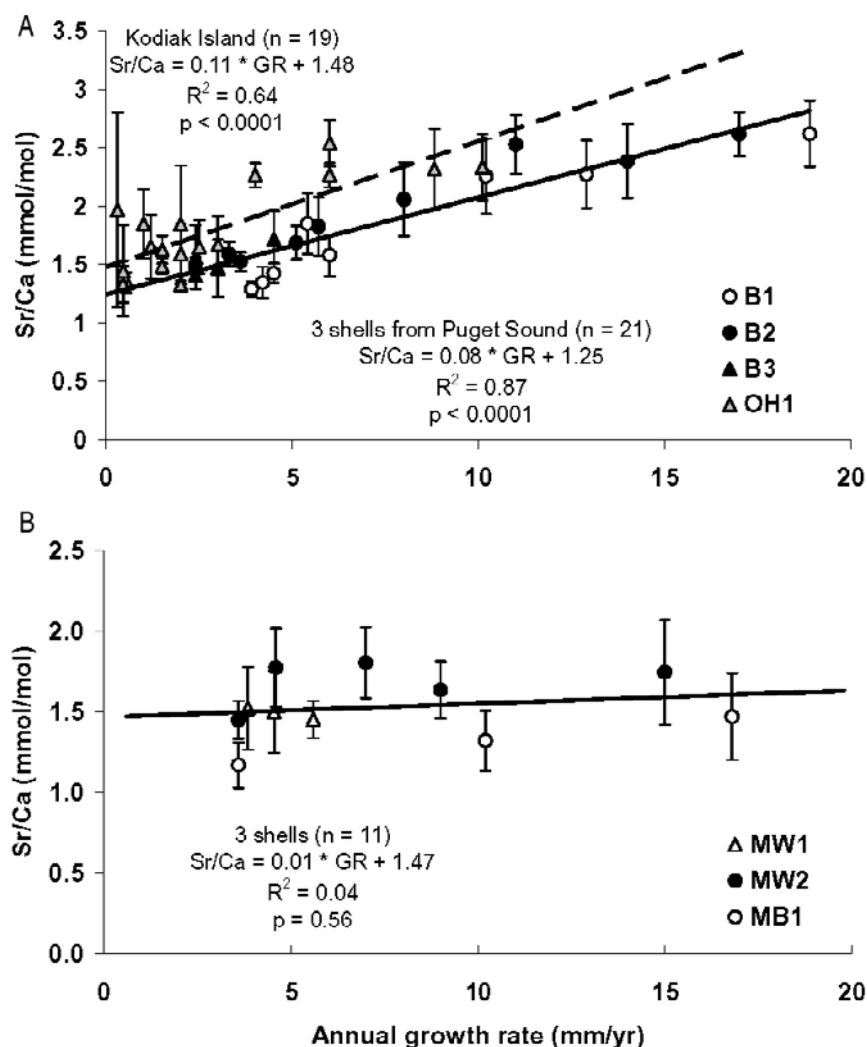 A
Kodiak Island (n = 19)
Sr/Ca = 0.11 * GR + 1.48
R² = 0.64
p < 0.0001
3.5
3
2.5
2
1.5
1
0.5
0
Sr/Ca (mmol/mol)
3 shells from Puget Sound (n = 21)
Sr/Ca = 0.08 * GR + 1.25
R² = 0.87
p < 0.0001
B1
B2
B3
OH1
0 5 10 15 20
B
2.5
2.0
1.5
1.0
0.5
0.0
Sr/Ca (mmol/mol)
3 shells (n = 11)
Sr/Ca = 0.01 * GR + 1.47
R² = 0.04
p = 0.56
MW1
MW2
MB1
0 5 10 15 20
Annual growth rate (mm/yr)